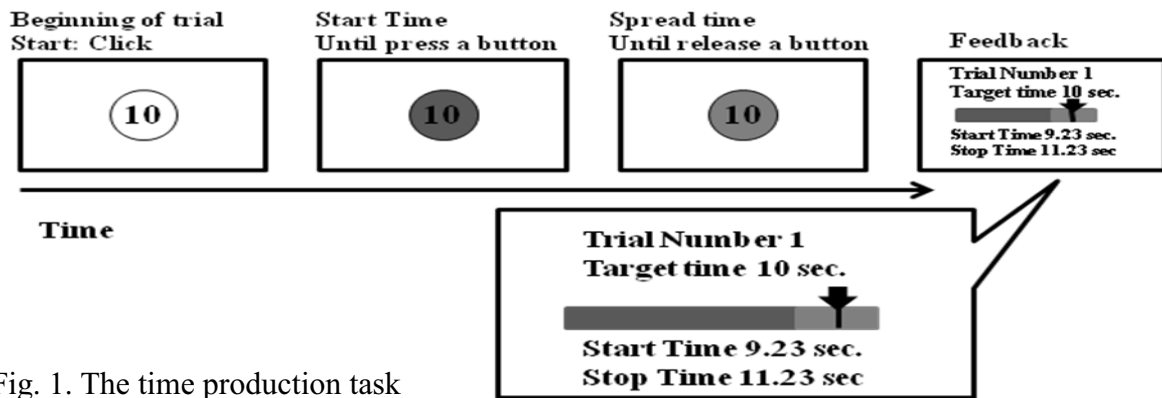 Beginning of trial
Start: Click
10
Start Time
Until press a button
10
Spread time
Until release a button
10
Feedback
Trial Number 1
Target time 10 sec.
Start Time 9.23 sec.
Stop Time 11.23 sec
Time
Trial Number 1
Target time 10 sec.
Start Time 9.23 sec.
Stop Time 11.23 sec
Fig. 1. The time production task